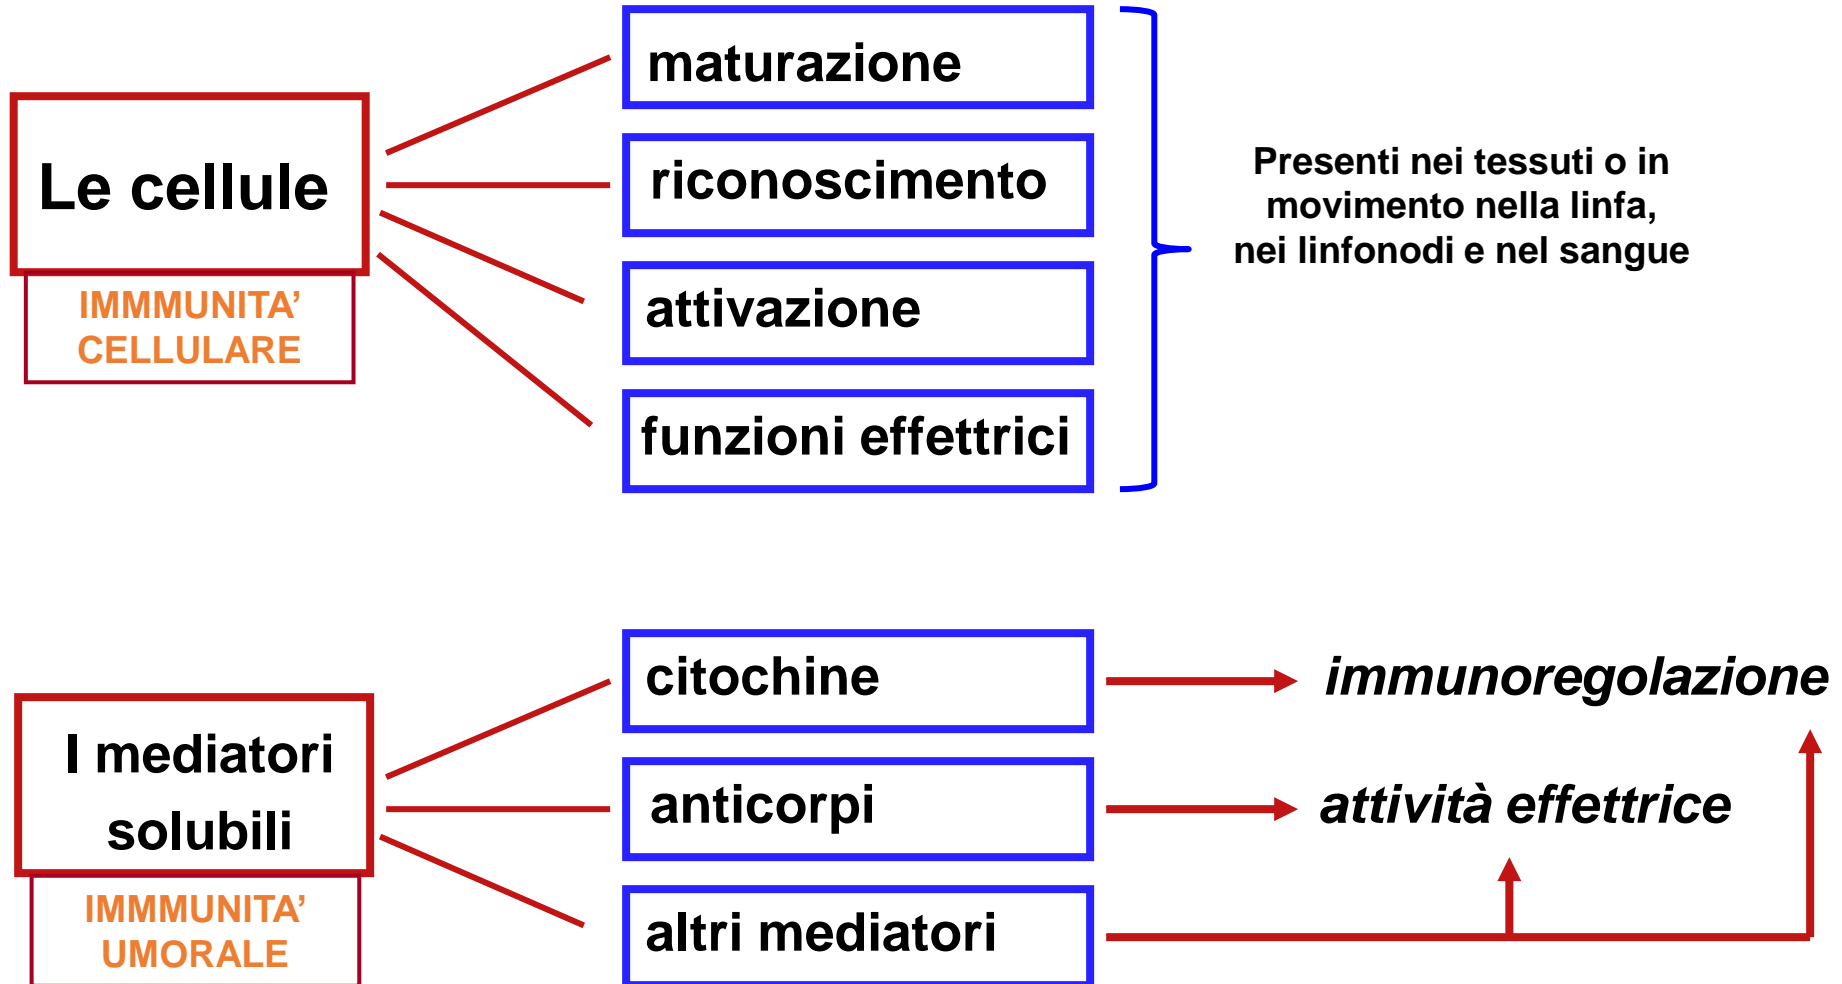 Le cellule
IMMMUNITA’
CELLULARE
maturazione
riconoscimento
attivazione
funzioni effettrici
Presenti nei tessuti o in
movimento nella linfa,
nei linfonodi e nel sangue
I mediatori
solubili
IMMMUNITA’
UMORALE
citochine
immunoregolazione
anticorpi
attività effettrice
altri mediatori